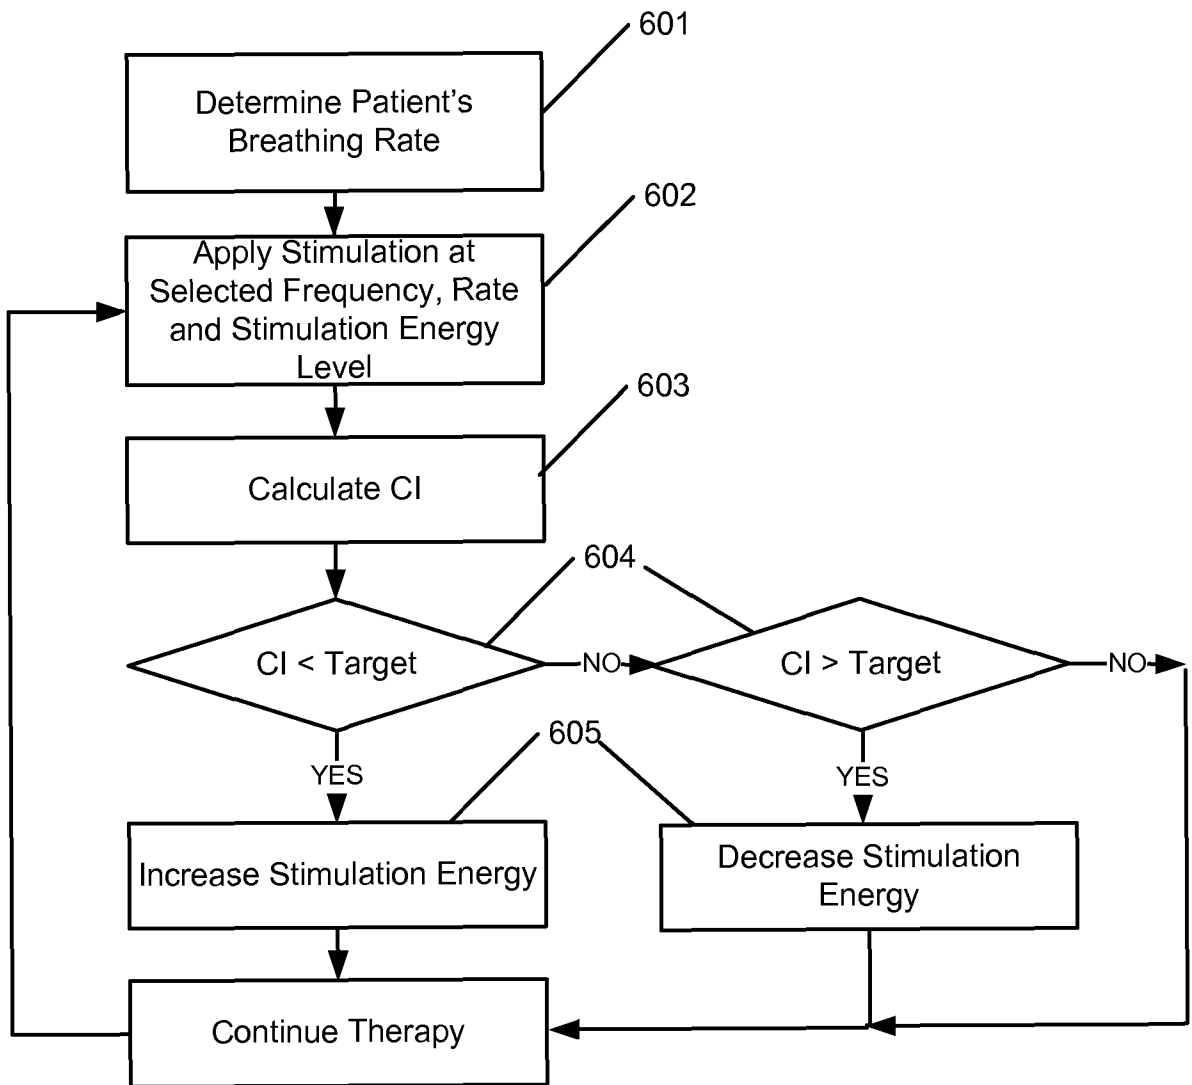 601
Determine Patient's
Breathing Rate
602
Apply Stimulation at
Selected Frequency, Rate
and Stimulation Energy
Level
603
Calculate CI
604
CI < Target
NO
CI > Target
NO
605
YES
YES
Increase Stimulation Energy
Decrease Stimulation
Energy
Continue Therapy